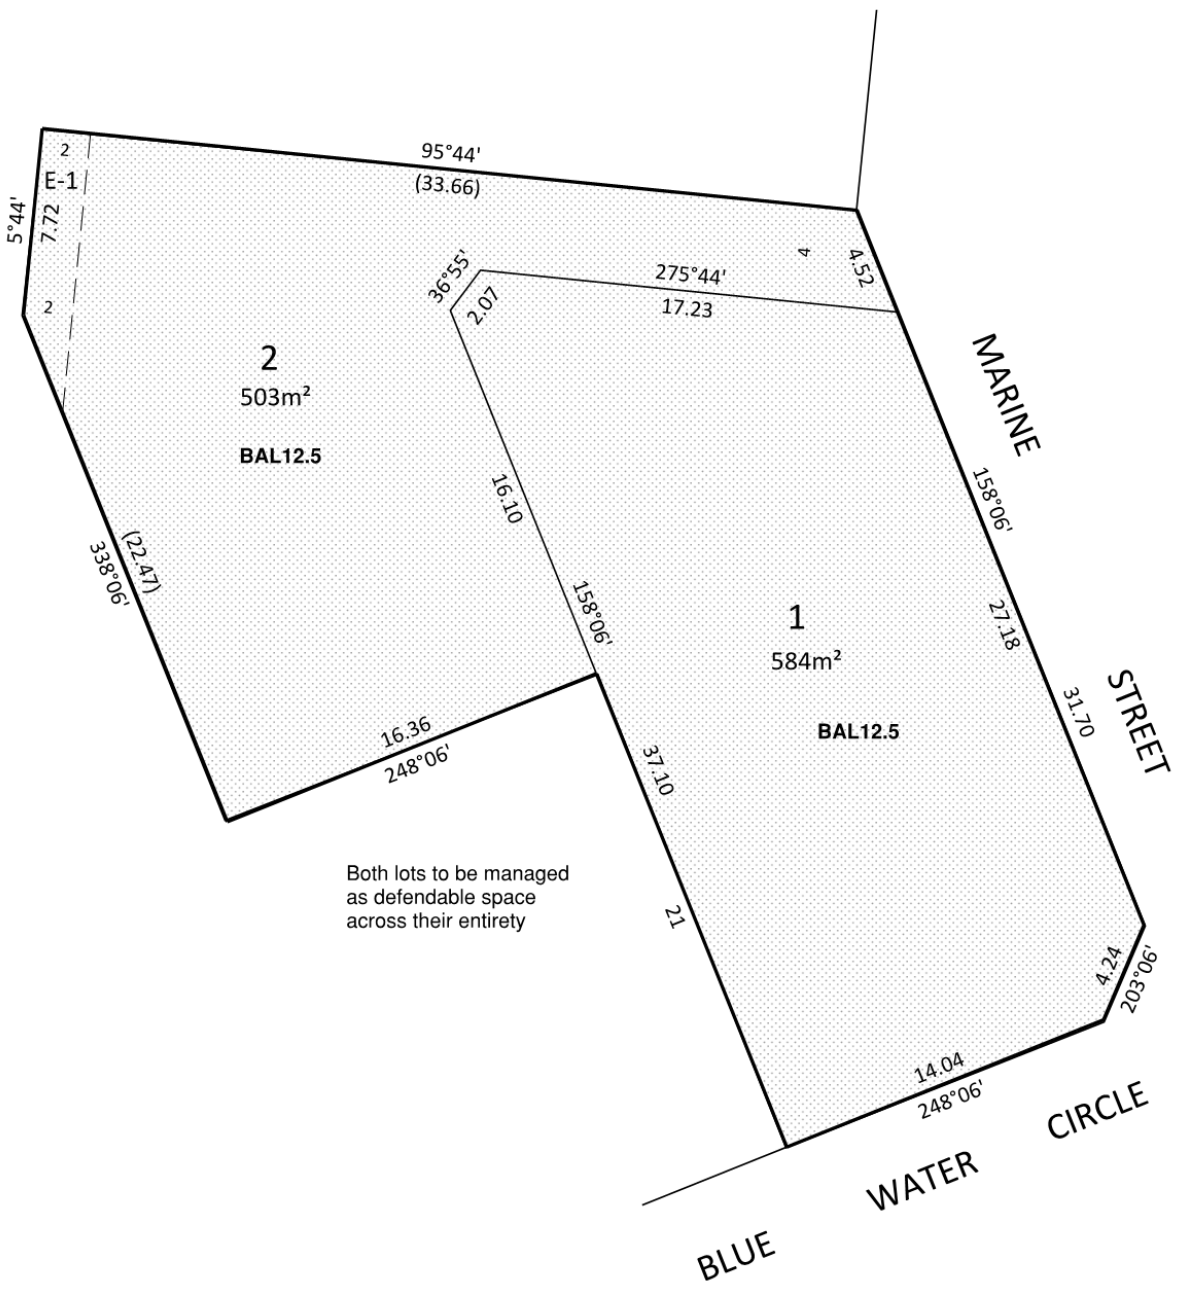 95°44'
(33.66)
2
E-1
5°44'
7.72
2
36°55'
2.07
275°44'
17.23
4
4.52
2
503m²
BAL12.5
MARINE
STREET
158°06'
27.18
31.70
16.10
158°06'
(22.47)
338°06'
1
584m²
BAL12.5
16.36
248°06'
37.10
21
Both lots to be managed
as defendable space
across their entirety
4.24
203°06'
14.04
248°06'
BLUE WATER CIRCLE